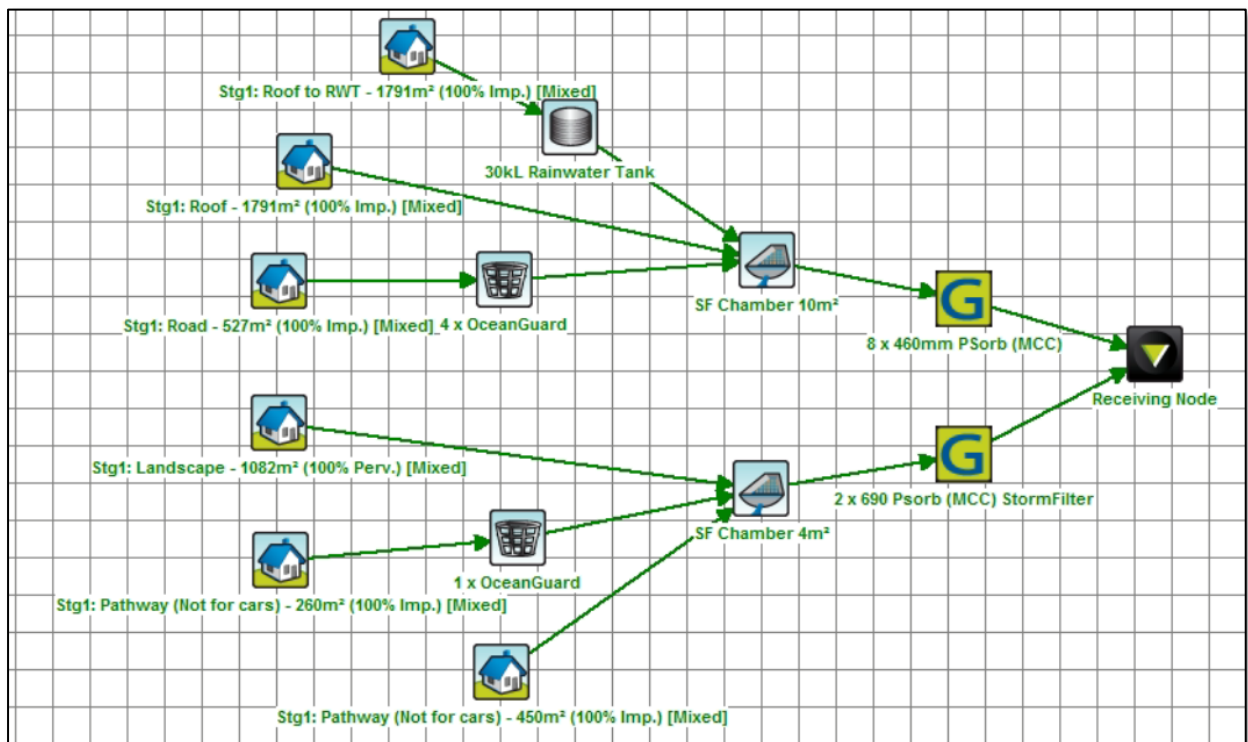 Stg1: Roof to RWT - 1791m² (100% Imp.) [Mixed]
30kL Rainwater Tank
Stg1: Roof - 1791m² (100% Imp.) [Mixed]
SF Chamber 10m²
Stg1: Road - 527m² (100% Imp.) [Mixed]
4 x OceanGuard
G
8 x 460mm PSorb (MCC)
Receiving Node
Stg1: Landscape - 1082m² (100% Perv.) [Mixed]
G
2 x 690 Psorb (MCC) StormFilter
SF Chamber 4m²
1 x OceanGuard
Stg1: Pathway (Not for cars) - 260m² (100% Imp.) [Mixed]
Stg1: Pathway (Not for cars) - 450m² (100% Imp.) [Mixed]